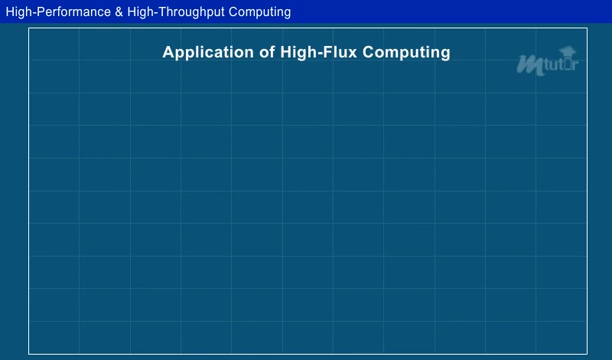 High-Performance & High-Throughput Computing
Application of High-Flux Computing
Mtutor